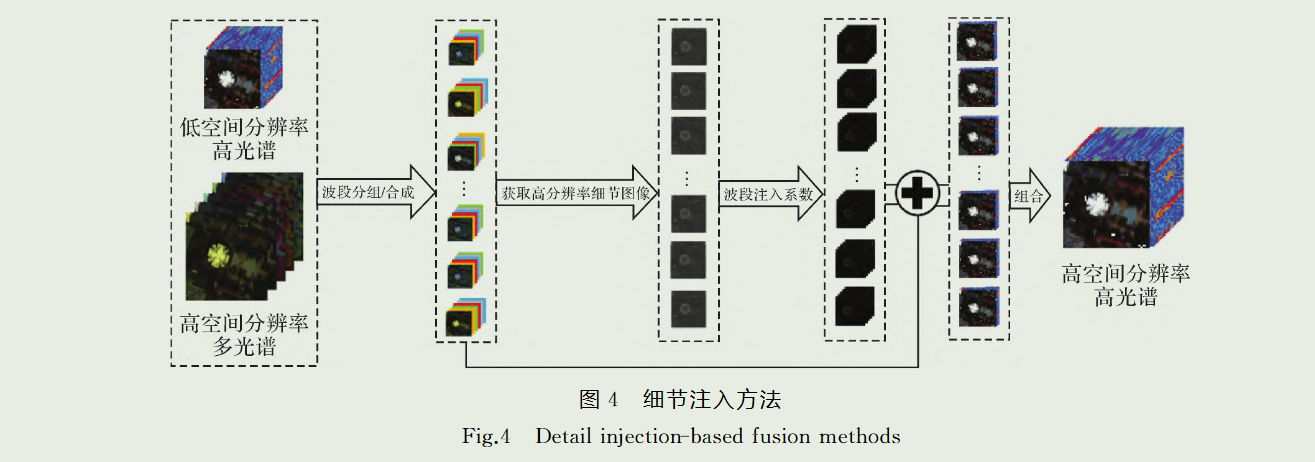 低空间分辨率
高光谱
高空间分辨率
多光谱
波段分组/合成
获取高分辨率细节图像
波段注入系数
组合
高空间分辨率
高光谱
图 4 细节注入方法
Fig.4 Detail injection-based fusion methods